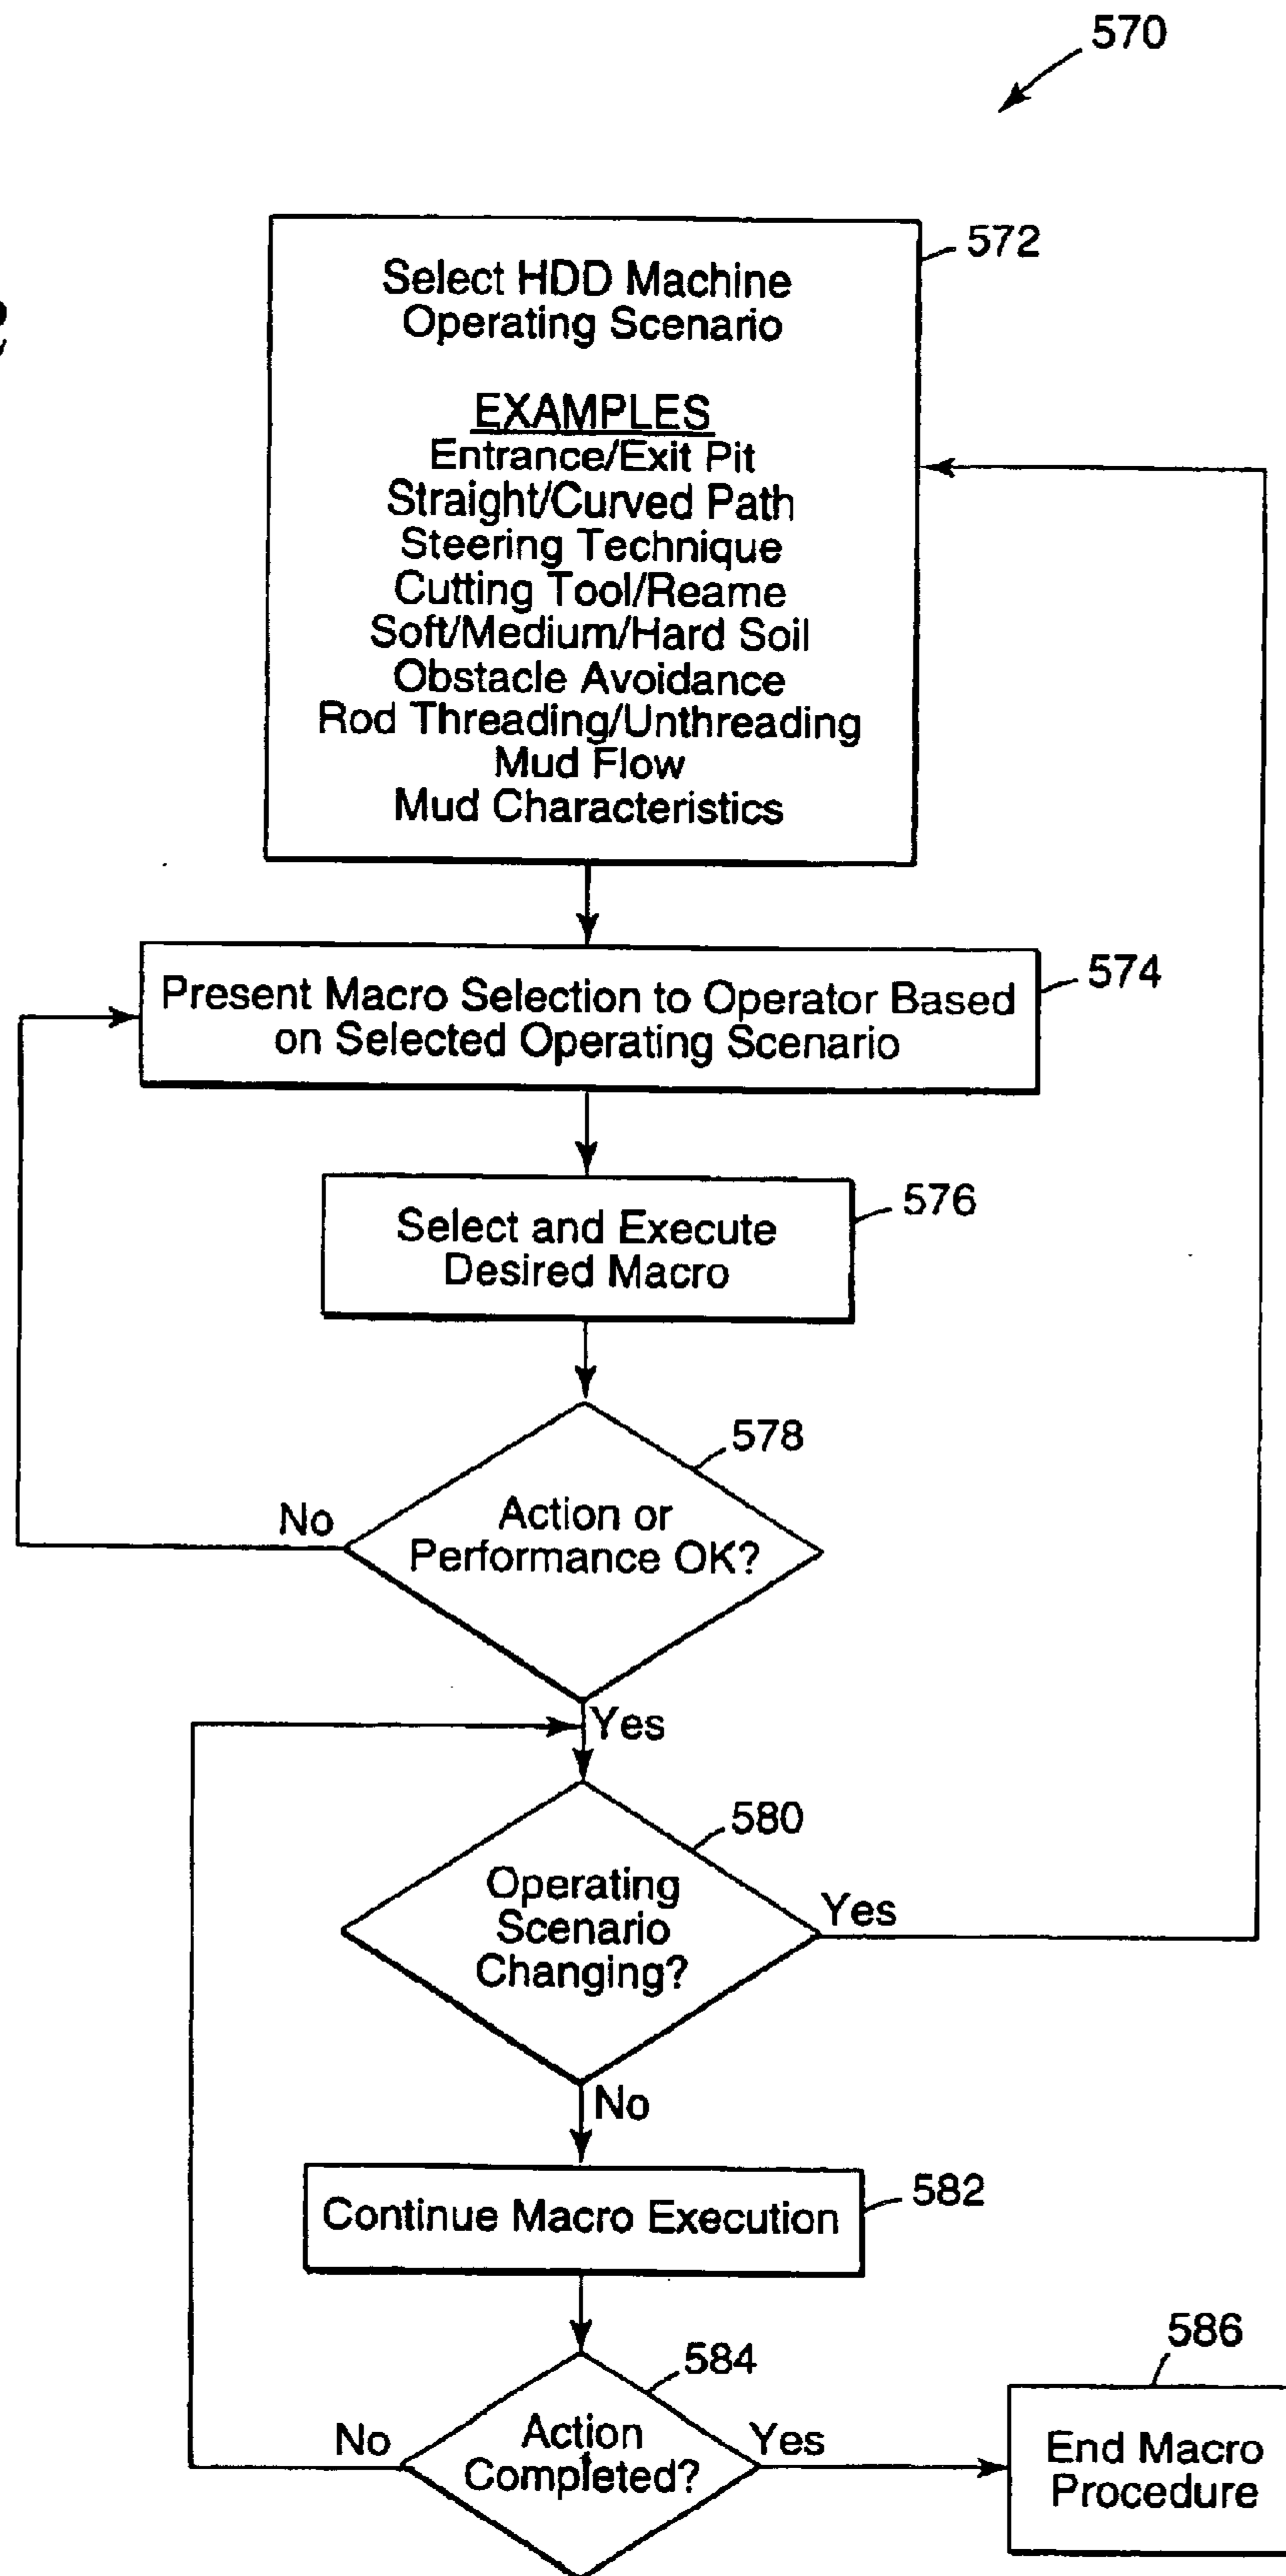 570
572
Select HDD Machine
Operating Scenario
EXAMPLES
Entrance/Exit Pit
Straight/Curved Path
Steering Technique
Cutting Tool/Reame
Soft/Medium/Hard Soil
Obstacle Avoidance
Rod Threading/Unthreading
Mud Flow
Mud Characteristics
574
Present Macro Selection to Operator Based
on Selected Operating Scenario
576
Select and Execute
Desired Macro
578
Action or
Performance OK?
No
Yes
580
Operating
Scenario
Changing?
Yes
No
582
Continue Macro Execution
584
Action
Completed?
No
Yes
586
End Macro
Procedure